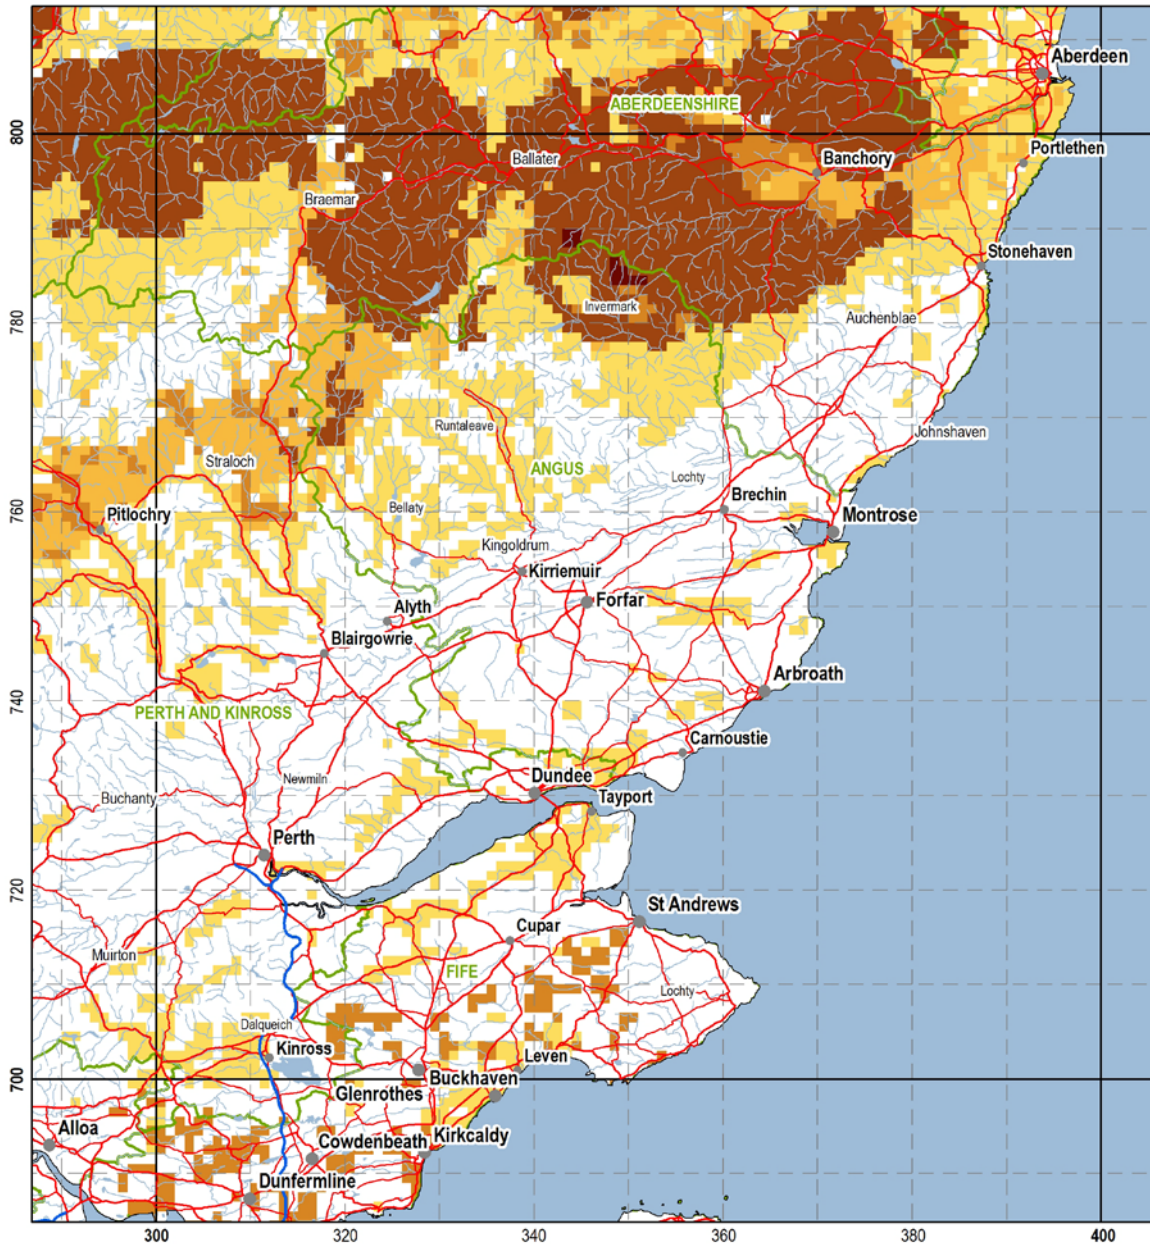 Aberdeen
ABERDEENSHIRE
800
Portlethen
Ballater
Banchory
Braemar
Stonehaven
Invermark
780
Auchenblae
Runtaleave
Johnshaven
Straloch
ANGUS
Lochty
Brechin
Bellaty
760
Pitlochry
Montrose
Kingoldrum
Kirriemuir
Alyth
Forfar
Blairgowrie
Arbroath
740
PERTH AND KINROSS
Carnoustie
Newmiln
Dundee
Buchanty
Tayport
Perth
720
St Andrews
Cupar
Muirton
FIFE
Lochty
Dalqueich
Kinross
Leven
700
Buckhaven
Glenrothes
Alloa
Cowdenbeath
Kirkcaldy
Dunfermline
300 320 340 360 380 400